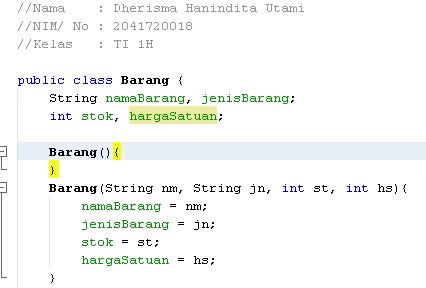 //Nama    : Dherisma Hanindita Utami
//NIM/ No : 2041720018
//Kelas   : TI 1H
public class Barang {
    String namaBarang, jenisBarang;
    int stok, hargaSatuan;
    Barang(){
    }
    Barang(String nm, String jn, int st, int hs){
        namaBarang = nm;
        jenisBarang = jn;
        stok = st;
        hargaSatuan = hs;
    }